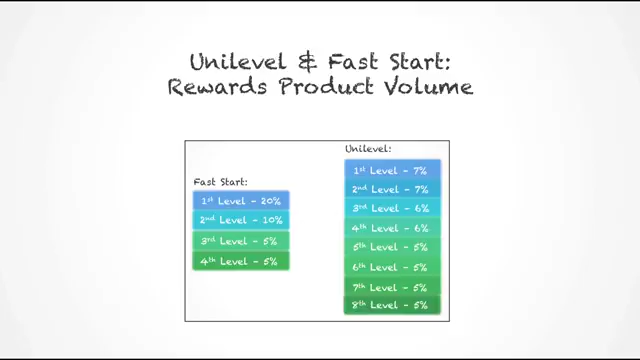 Unilevel & Fast Start:
Rewards Product Volume
Fast Start:
1st Level - 20%
2nd Level - 10%
3rd Level - 5%
4th Level - 5%
Unilevel:
1st Level - 7%
2nd Level - 7%
3rd Level - 6%
4th Level - 6%
5th Level - 5%
6th Level - 5%
7th Level - 5%
8th Level - 5%